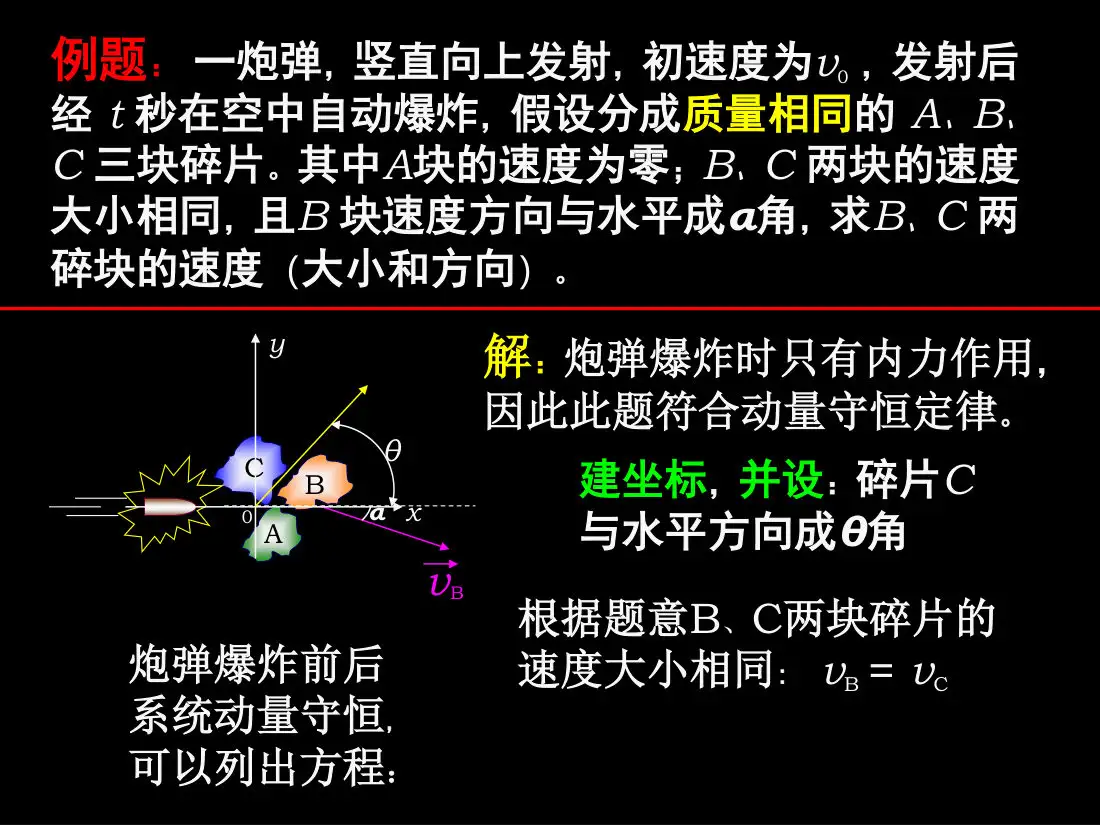 例题：一炮弹，竖直向上发射，初速度为υ₀，发射后
经 t 秒在空中自动爆炸，假设分成质量相同的 A、B、
C 三块碎片。其中A块的速度为零；B、C 两块的速度
大小相同，且B 块速度方向与水平成α角，求B、C 两
碎块的速度（大小和方向）。
解：炮弹爆炸时只有内力作用，
因此此题符合动量守恒定律。
建坐标，并设：碎片C
与水平方向成θ角
y
θ
C
B
0
α
x
A
υB
根据题意B、C两块碎片的
速度大小相同： υB = υC
炮弹爆炸前后
系统动量守恒，
可以列出方程：